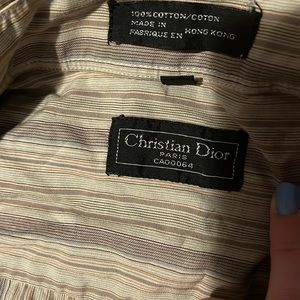 100% COTTON/COTON
MADE IN
FABRIQUE EN HONG KONG
Christian Dior
PARIS
CA00064